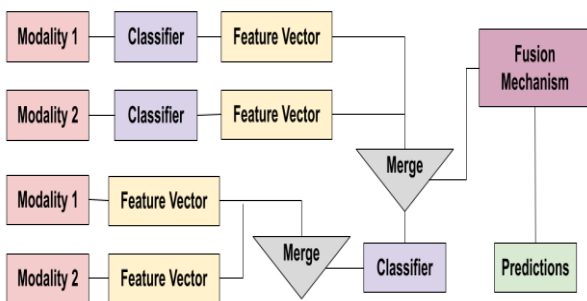 Modality 1
Classifier
Feature Vector
Fusion
Mechanism
Modality 2
Classifier
Feature Vector
Merge
Modality 1
Feature Vector
Merge
Modality 2
Feature Vector
Classifier
Predictions